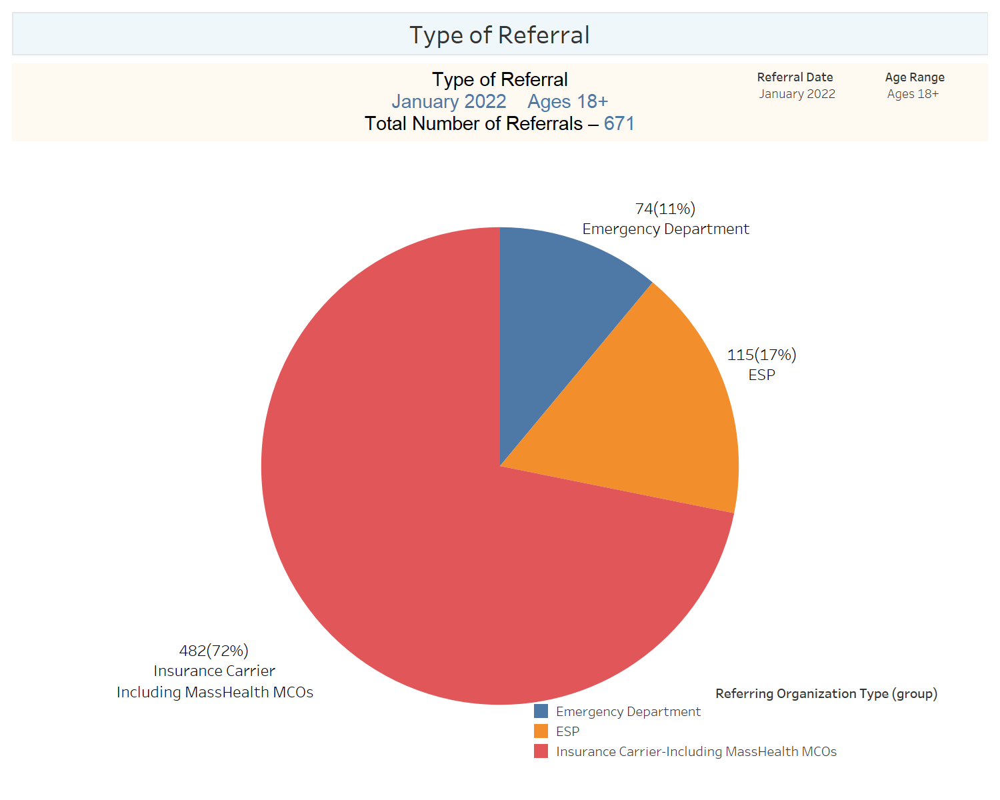 Type of Referral
Type of Referral
January 2022 Ages 18+
Total Number of Referrals – 671
Referral Date
January 2022
Age Range
Ages 18+
74(11%)
Emergency Department
115(17%)
ESP
482(72%)
Insurance Carrier
Including MassHealth MCOs
Referring Organization Type (group)
Emergency Department
ESP
Insurance Carrier-Including MassHealth MCOs